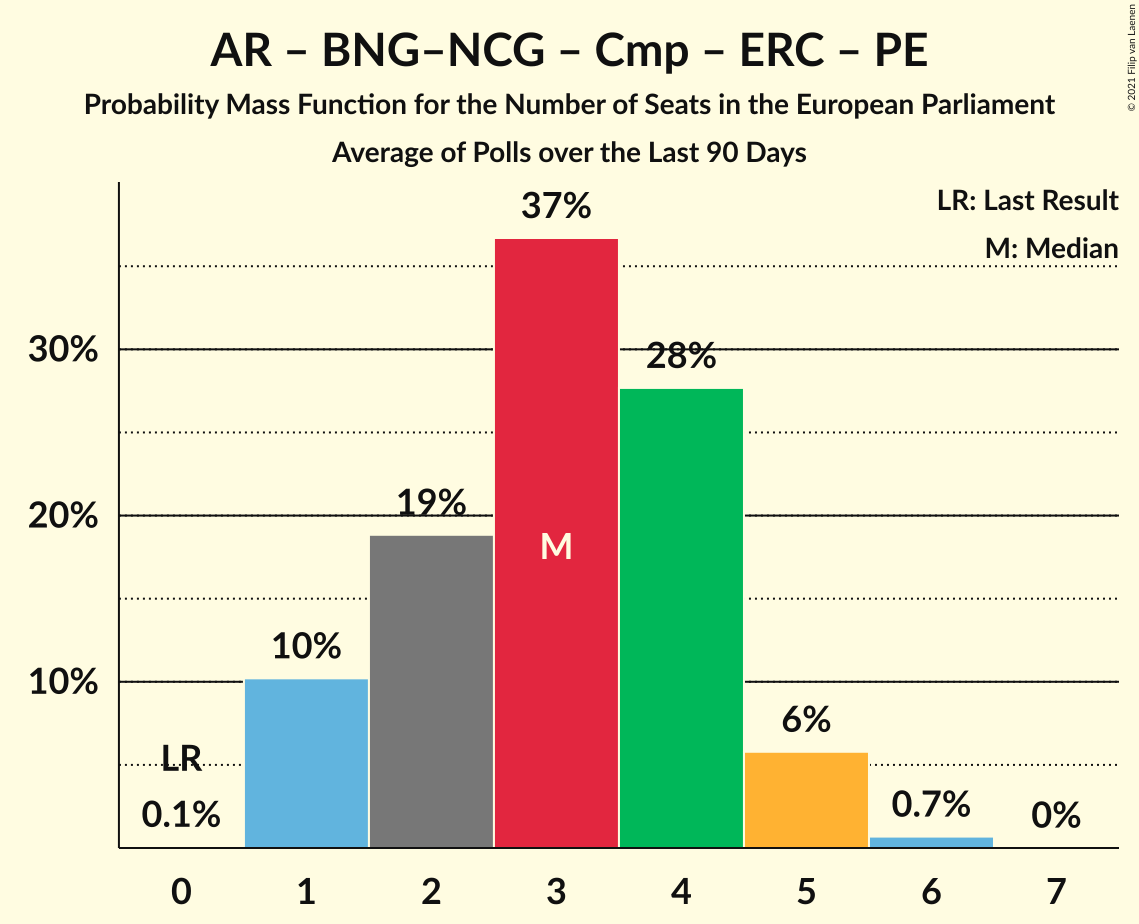 AR – BNG–NCG – Cmp – ERC – PE
Probability Mass Function for the Number of Seats in the European Parliament
Average of Polls over the Last 90 Days
© 2021 Filip van Laenen
LR: Last Result
M: Median
37%
30%
28%
20%
19%
M
10%
10%
LR
6%
0.1%
0.7%
0%
0 1 2 3 4 5 6 7